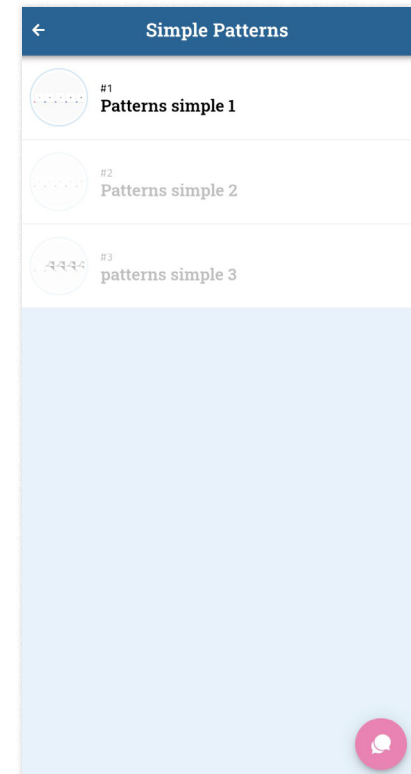 Simple Patterns
#1
Patterns simple 1
#2
Patterns simple 2
#3
patterns simple 3